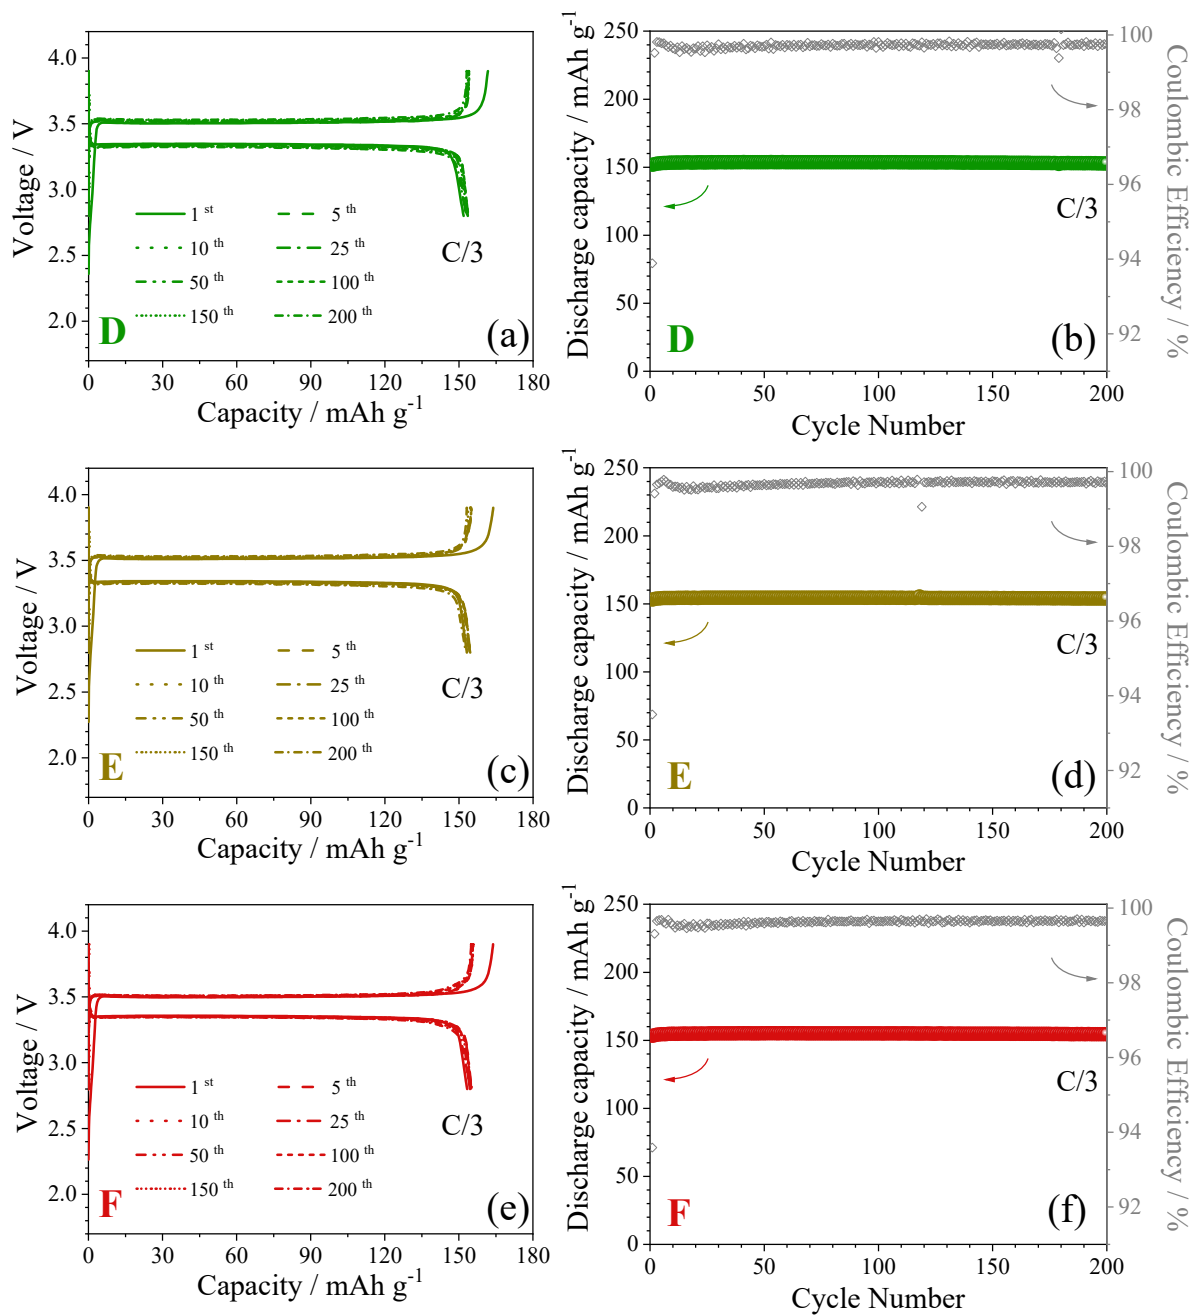 4.0
3.5
3.0
2.5
2.0
Voltage / V
1 st
5 th
10 th
25 th
50 th
100 th
150 th
200 th
C/3
D
(a)
0 30 60 90 120 150 180
Capacity / mAh g-1
250
200
150
100
50
0
Discharge capacity / mAh g-1
100
98
96
94
92
Coulombic Efficiency / %
C/3
D
(b)
0 50 100 150 200
Cycle Number
4.0
3.5
3.0
2.5
2.0
Voltage / V
1 st
5 th
10 th
25 th
50 th
100 th
150 th
200 th
C/3
E
(c)
0 30 60 90 120 150 180
Capacity / mAh g-1
250
200
150
100
50
0
Discharge capacity / mAh g-1
100
98
96
94
92
Coulombic Efficiency / %
C/3
E
(d)
0 50 100 150 200
Cycle Number
4.0
3.5
3.0
2.5
2.0
Voltage / V
1 st
5 th
10 th
25 th
50 th
100 th
150 th
200 th
C/3
F
(e)
0 30 60 90 120 150 180
Capacity / mAh g-1
250
200
150
100
50
0
Discharge capacity / mAh g-1
100
98
96
94
92
Coulombic Efficiency / %
C/3
F
(f)
0 50 100 150 200
Cycle Number